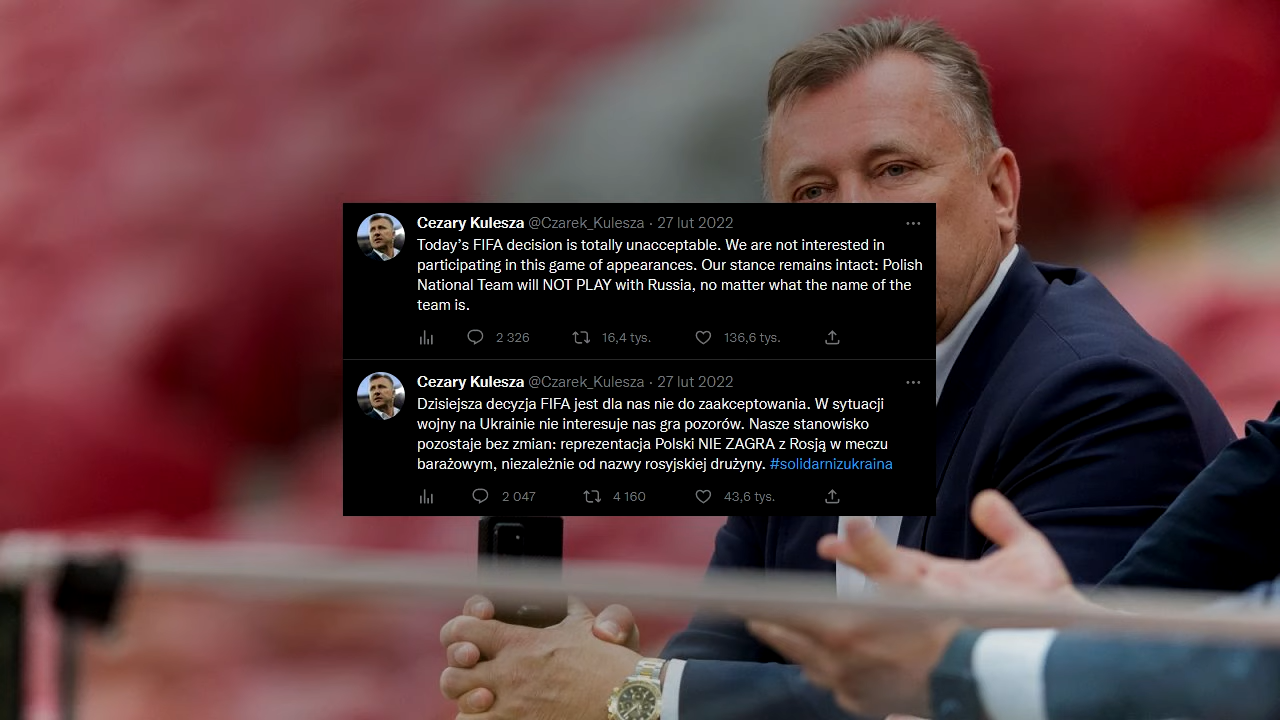 Cezary Kulesza @Czarek_Kulesza · 27 lut 2022
Today’s FIFA decision is totally unacceptable. We are not interested in
participating in this game of appearances. Our stance remains intact: Polish
National Team will NOT PLAY with Russia, no matter what the name of the
team is.
2 326 16,4 tys. 136,6 tys.
Cezary Kulesza @Czarek_Kulesza · 27 lut 2022
Dzisiejsza decyzja FIFA jest dla nas nie do zaakceptowania. W sytuacji
wojny na Ukrainie nie interesuje nas gra pozorów. Nasze stanowisko
pozostaje bez zmian: reprezentacja Polski NIE ZAGRA z Rosją w meczu
barażowym, niezależnie od nazwy rosyjskiej drużyny. #solidarnizukraina
2 047 4 160 43,6 tys.